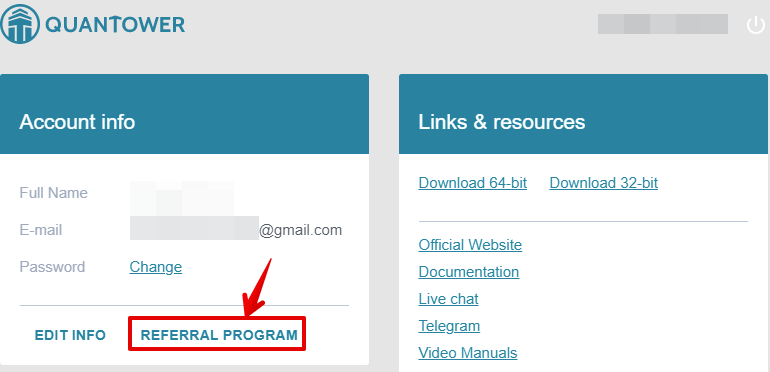 QUANTOWER
Account info
Full Name
E-mail @gmail.com
Password Change
EDIT INFO REFERRAL PROGRAM
Links & resources
Download 64-bit Download 32-bit
Official Website
Documentation
Live chat
Telegram
Video Manuals